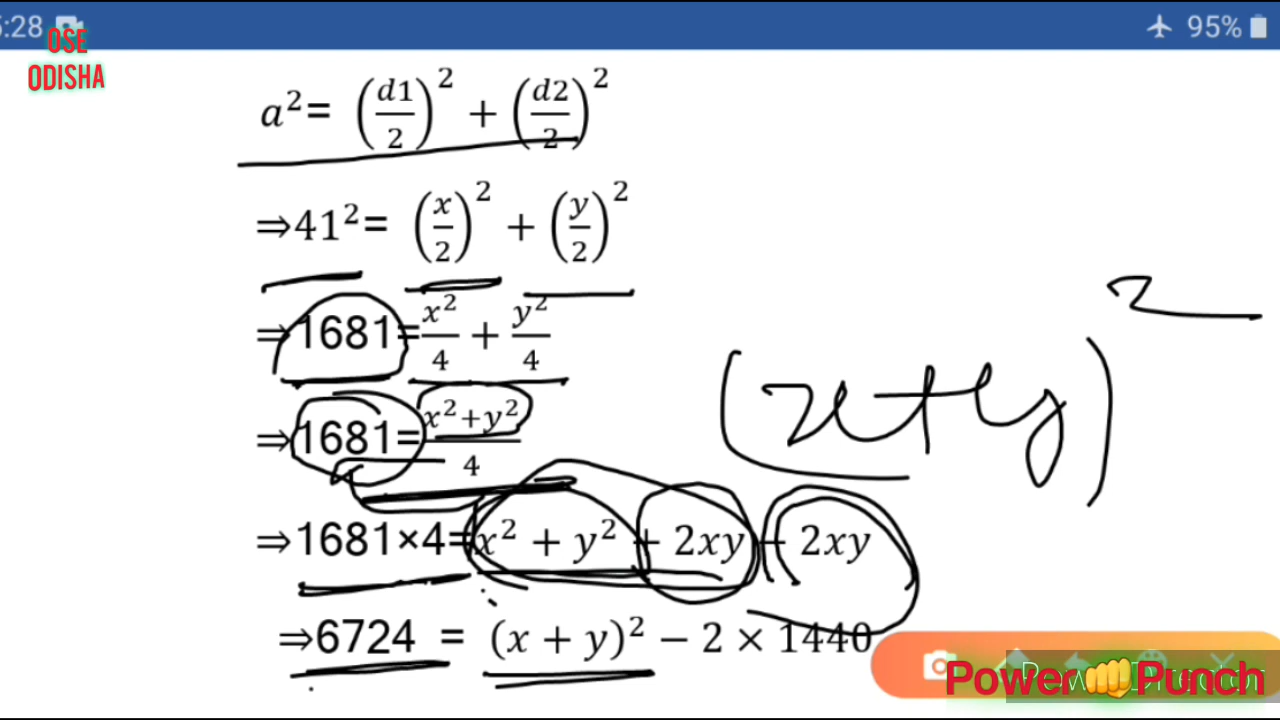 5:28 95%
OSE
ODISHA
a² = (d1/2)² + (d2/2)²
⇒41² = (x/2)² + (y/2)²
⇒1681 = x²/4 + y²/4
⇒1681 = (x²+y²)/4
(x+y)²
⇒1681×4 = x² + y² + 2xy − 2xy
⇒6724 = (x + y)² − 2 × 1440
Power Punch